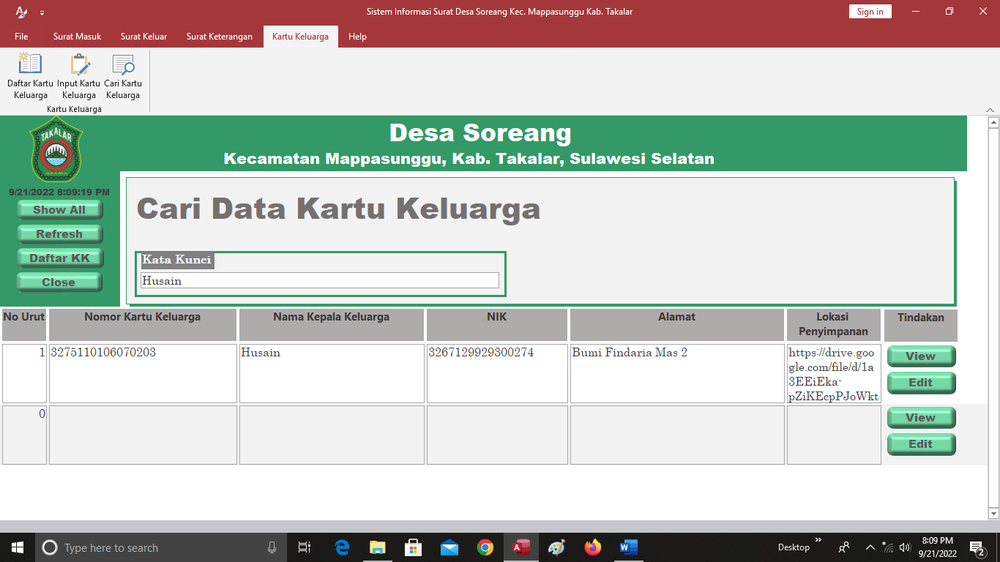 Sistem Informasi Surat Desa Soreang Kec. Mappasunggu Kab. Takalar
Sign in
File Surat Masuk Surat Keluar Surat Keterangan Kartu Keluarga Help
Daftar Kartu Keluarga
Input Kartu Keluarga
Cari Kartu Keluarga
Kartu Keluarga
TAKALAR
Desa Soreang
Kecamatan Mappasunggu, Kab. Takalar, Sulawesi Selatan
9/21/2022 8:09:19 PM
Show All
Refresh
Daftar KK
Close
Cari Data Kartu Keluarga
Kata Kunci
Husain
No Urut Nomor Kartu Keluarga Nama Kepala Keluarga NIK Alamat Lokasi Penyimpanan Tindakan
1 3275110106070203 Husain 3267129929300274 Bumi Findaria Mas 2
https://drive.goo
gle.com/file/d/1a
3EEiEka-
pZiKEcpPJoWkt
View
Edit
0
View
Edit
Type here to search
Desktop
8:09 PM
9/21/2022
2